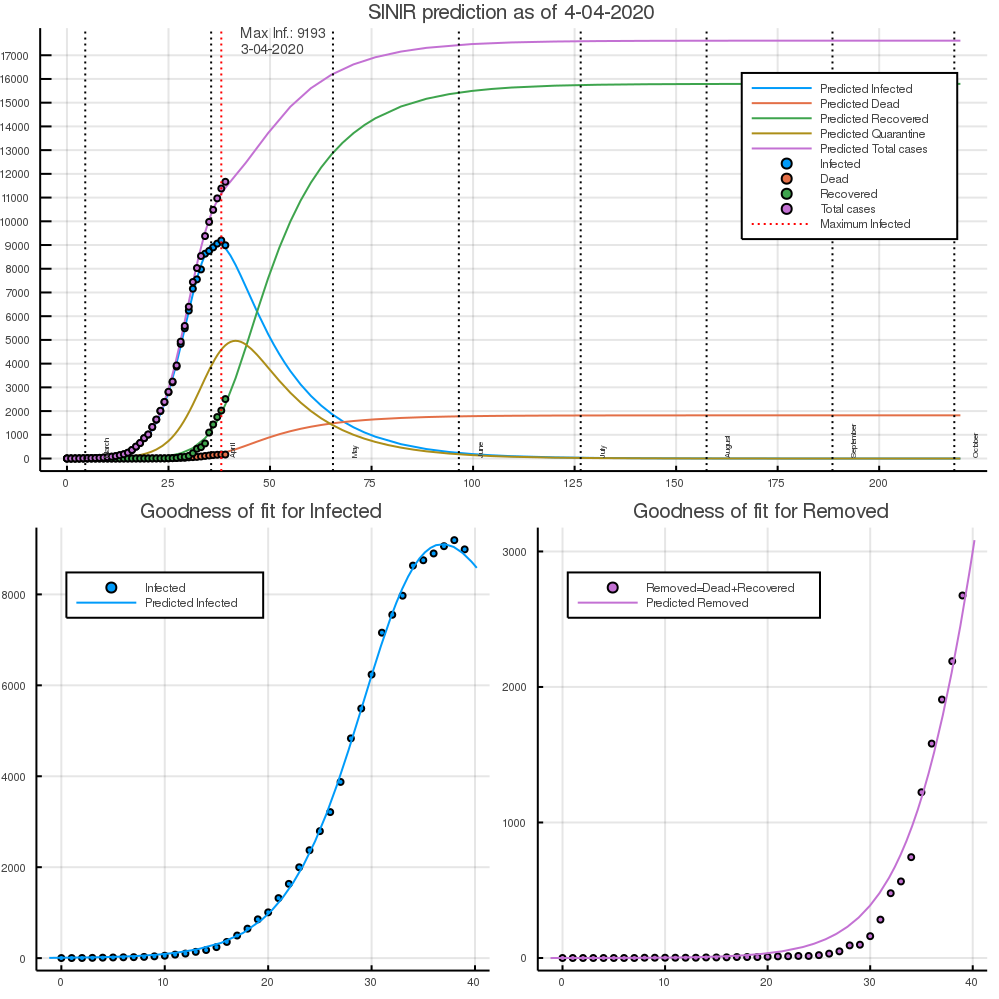 SINIR prediction as of 4-04-2020
Max Inf.: 9193
3-04-2020
17000
16000
15000
14000
13000
12000
11000
10000
9000
8000
7000
6000
5000
4000
3000
2000
1000
0
Predicted Infected
Predicted Dead
Predicted Recovered
Predicted Quarantine
Predicted Total cases
Infected
Dead
Recovered
Total cases
Maximum Infected
March
April
May
June
July
August
September
October
0
25
50
75
100
125
150
175
200
Goodness of fit for Infected
Infected
Predicted Infected
8000
6000
4000
2000
0
0
10
20
30
40
Goodness of fit for Removed
Removed=Dead+Recovered
Predicted Removed
3000
2000
1000
0
0
10
20
30
40